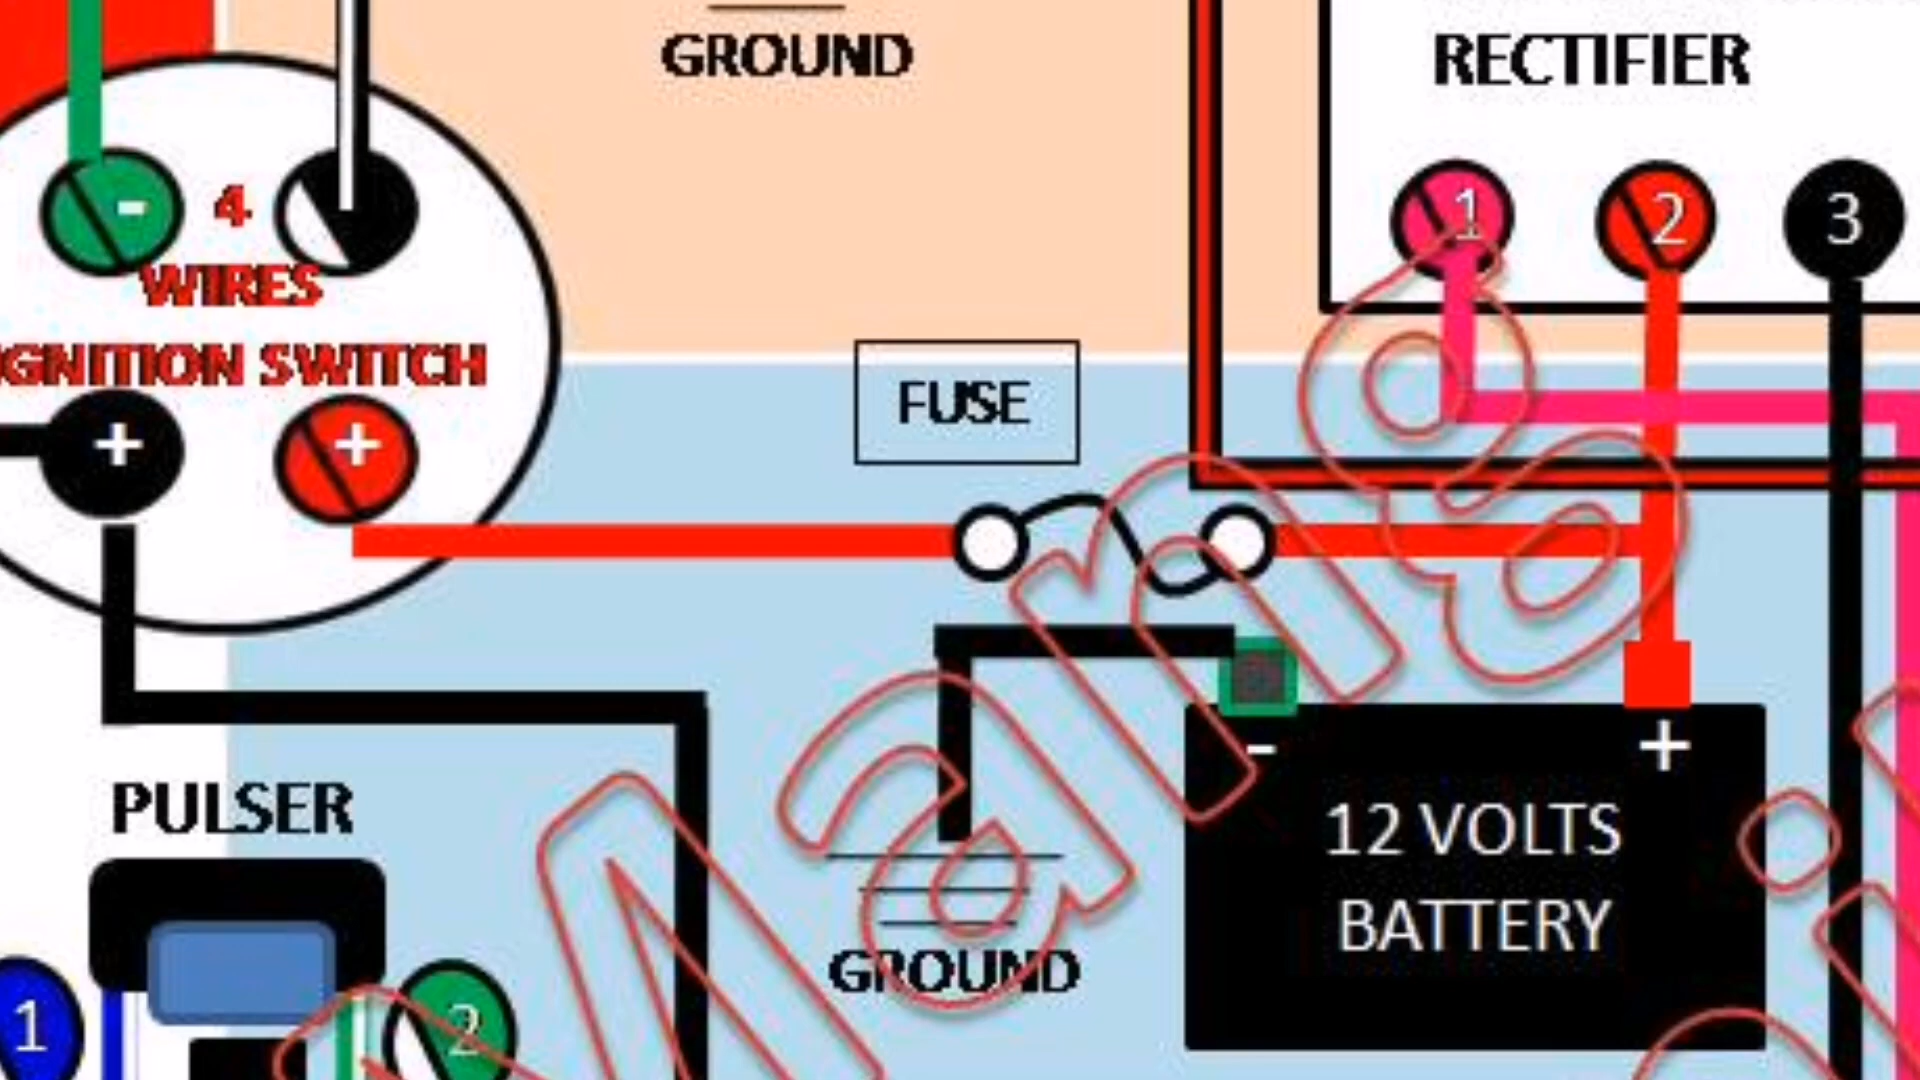 GROUND
RECTIFIER
- 4
1 2 3
WIRES
IGNITION SWITCH
FUSE
+ +
- +
12 VOLTS
BATTERY
PULSER
GROUND
1 2